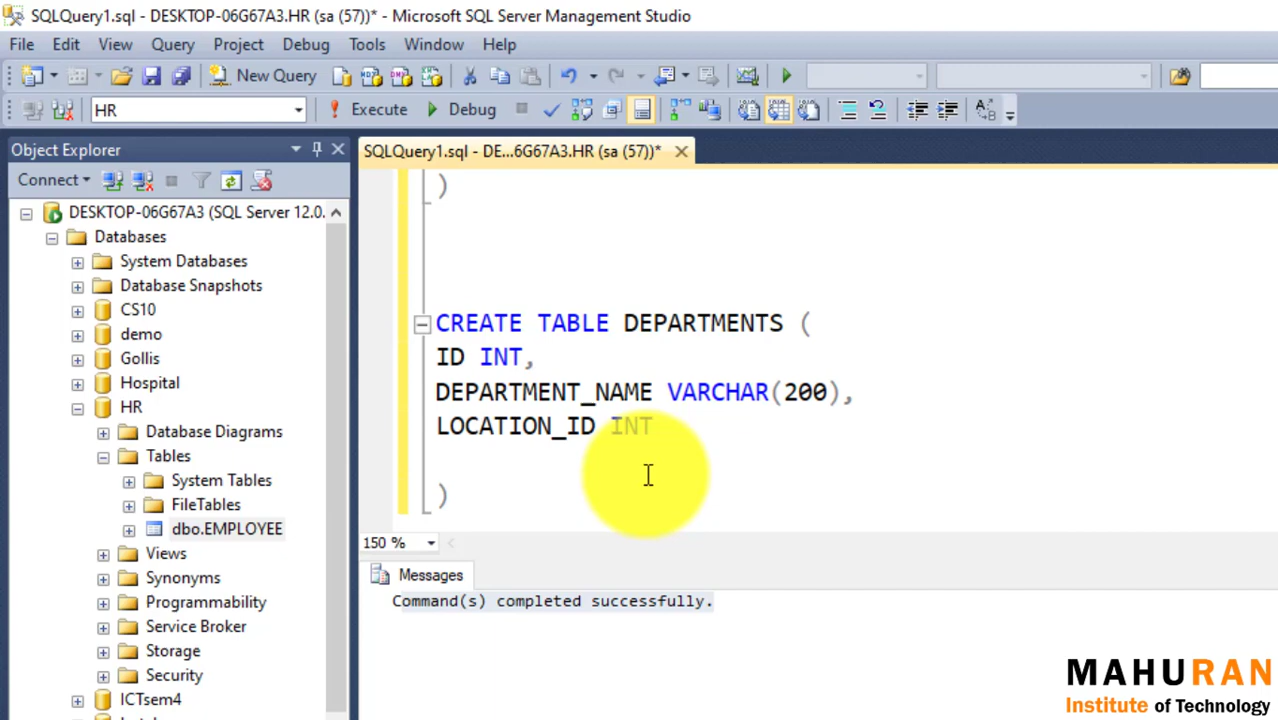 SQLQuery1.sql - DESKTOP-06G67A3.HR (sa (57))* - Microsoft SQL Server Management Studio
File Edit View Query Project Debug Tools Window Help
New Query
HR Execute Debug
Object Explorer
SQLQuery1.sql - DE...6G67A3.HR (sa (57))*
Connect
DESKTOP-06G67A3 (SQL Server 12.0.
Databases
System Databases
Database Snapshots
CS10
demo
Gollis
Hospital
HR
Database Diagrams
Tables
System Tables
FileTables
dbo.EMPLOYEE
Views
Synonyms
Programmability
Service Broker
Storage
Security
ICTsem4
)
CREATE TABLE DEPARTMENTS (
ID INT,
DEPARTMENT_NAME VARCHAR(200),
LOCATION_ID INT
)
150 %
Messages
Command(s) completed successfully.
MAHURAN
Institute of Technology